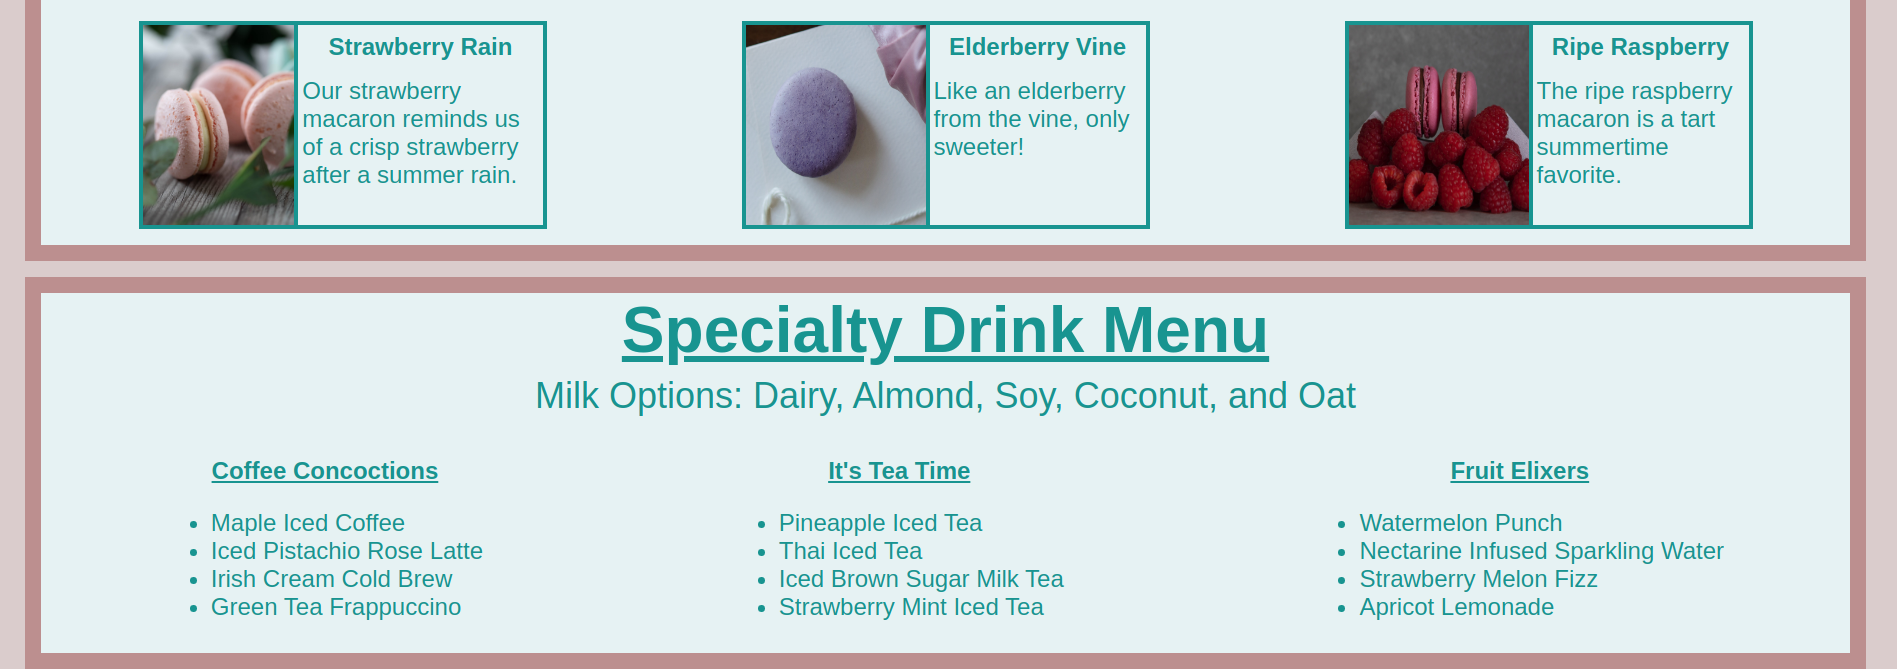 Strawberry Rain
Our strawberry
macaron reminds us
of a crisp strawberry
after a summer rain.
Elderberry Vine
Like an elderberry
from the vine, only
sweeter!
Ripe Raspberry
The ripe raspberry
macaron is a tart
summertime
favorite.
Specialty Drink Menu
Milk Options: Dairy, Almond, Soy, Coconut, and Oat
Coffee Concoctions
Maple Iced Coffee
Iced Pistachio Rose Latte
Irish Cream Cold Brew
Green Tea Frappuccino
It's Tea Time
Pineapple Iced Tea
Thai Iced Tea
Iced Brown Sugar Milk Tea
Strawberry Mint Iced Tea
Fruit Elixers
Watermelon Punch
Nectarine Infused Sparkling Water
Strawberry Melon Fizz
Apricot Lemonade